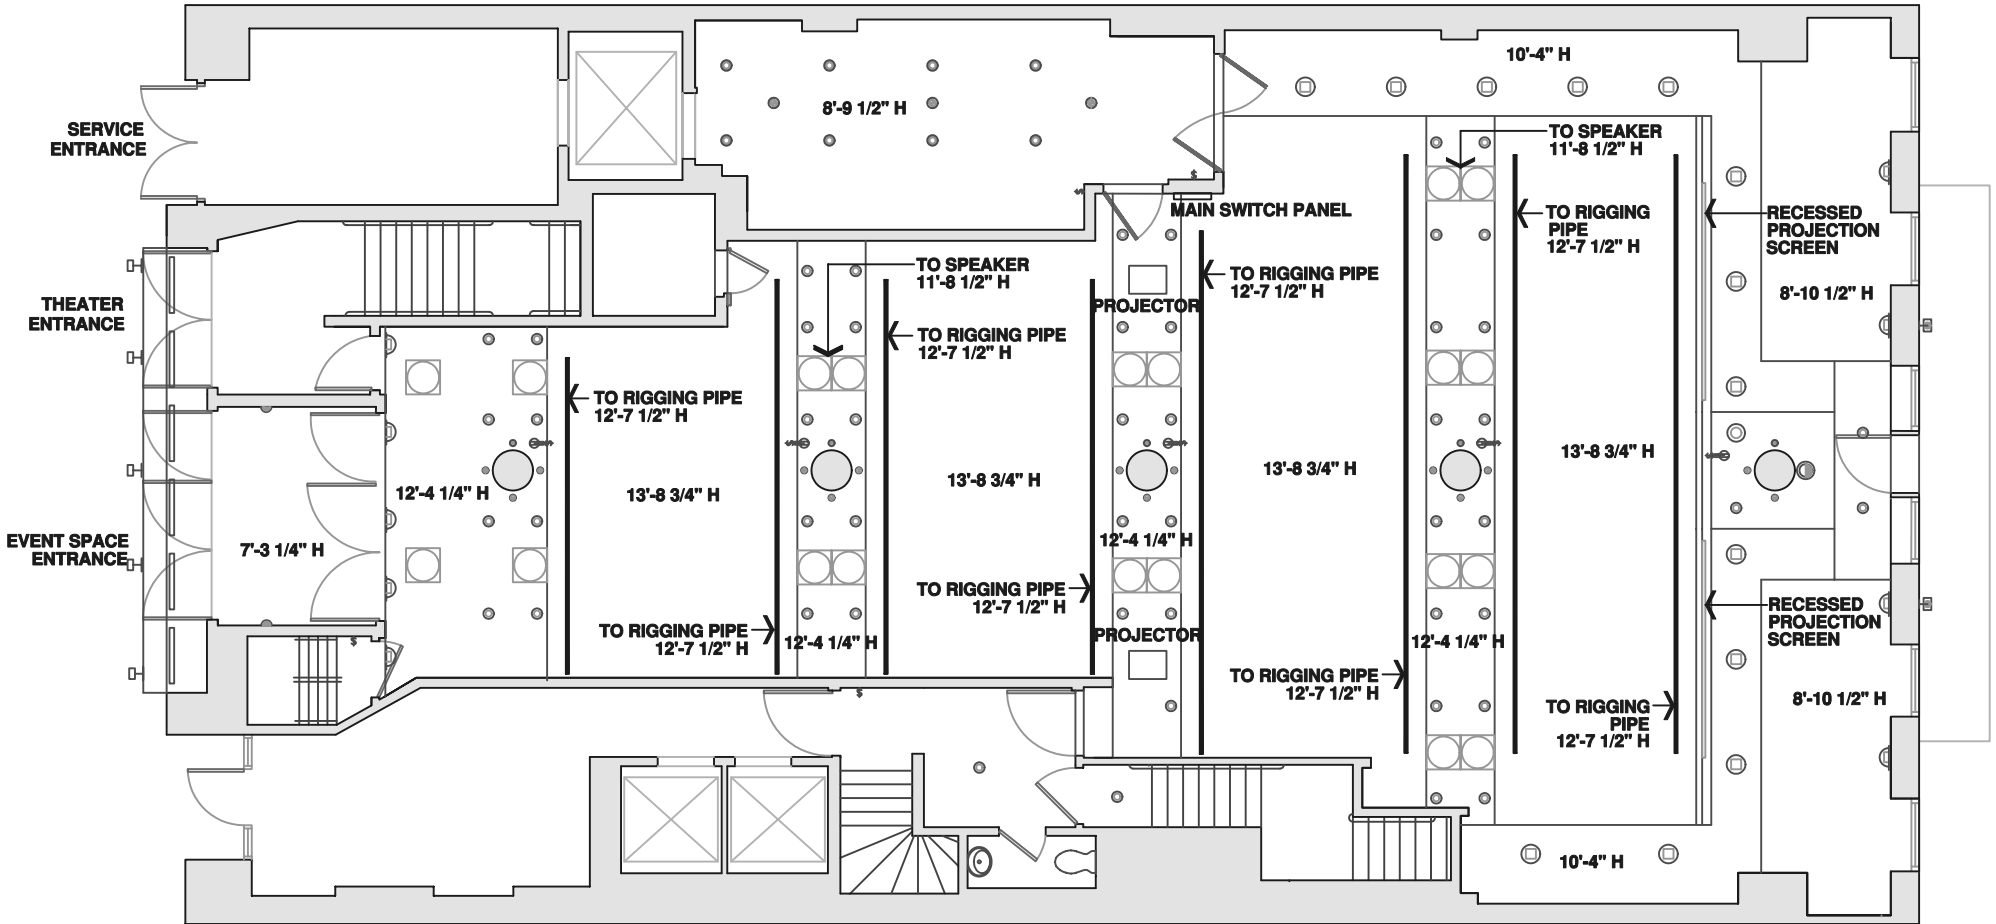 10'-4" H
8'-9 1/2" H
SERVICE
ENTRANCE
TO SPEAKER
11'-8 1/2" H
$
$
MAIN SWITCH PANEL
TO RIGGING
PIPE
12'-7 1/2" H
RECESSED
PROJECTION
SCREEN
TO SPEAKER
11'-8 1/2" H
TO RIGGING PIPE
12'-7 1/2" H
8'-10 1/2" H
THEATER
ENTRANCE
PROJECTOR
TO RIGGING PIPE
12'-7 1/2" H
TO RIGGING PIPE
12'-7 1/2" H
13'-8 3/4" H
13'-8 3/4" H
13'-8 3/4" H
12'-4 1/4" H
13'-8 3/4" H
EVENT SPACE
ENTRANCE
7'-3 1/4" H
12'-4 1/4" H
TO RIGGING PIPE
12'-7 1/2" H
RECESSED
PROJECTION
SCREEN
TO RIGGING PIPE
12'-7 1/2" H
12'-4 1/4" H
PROJECTOR
12'-4 1/4" H
$
TO RIGGING PIPE
12'-7 1/2" H
$
8'-10 1/2" H
TO RIGGING
PIPE
12'-7 1/2" H
10'-4" H